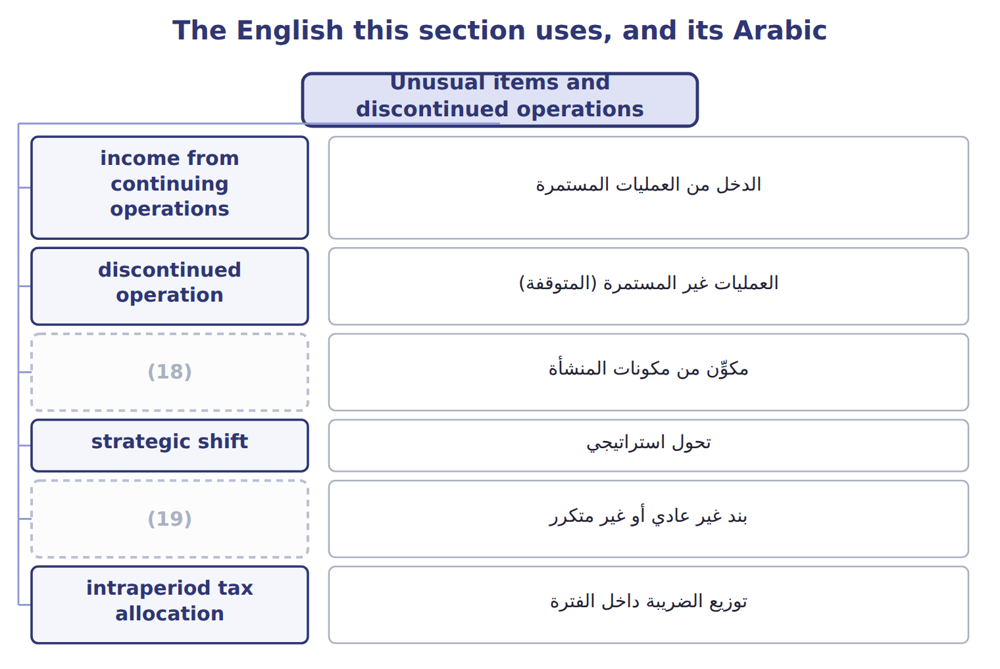 The English this section uses, and its Arabic
Unusual items and
discontinued operations
income from
continuing
operations
الدخل من العمليات المستمرة
discontinued
operation
العمليات غير المستمرة (المتوقفة)
(18)
مكوِّن من مكونات المنشأة
strategic shift
تحول استراتيجي
(19)
بند غير عادي أو غير متكرر
intraperiod tax
allocation
توزيع الضريبة داخل الفترة